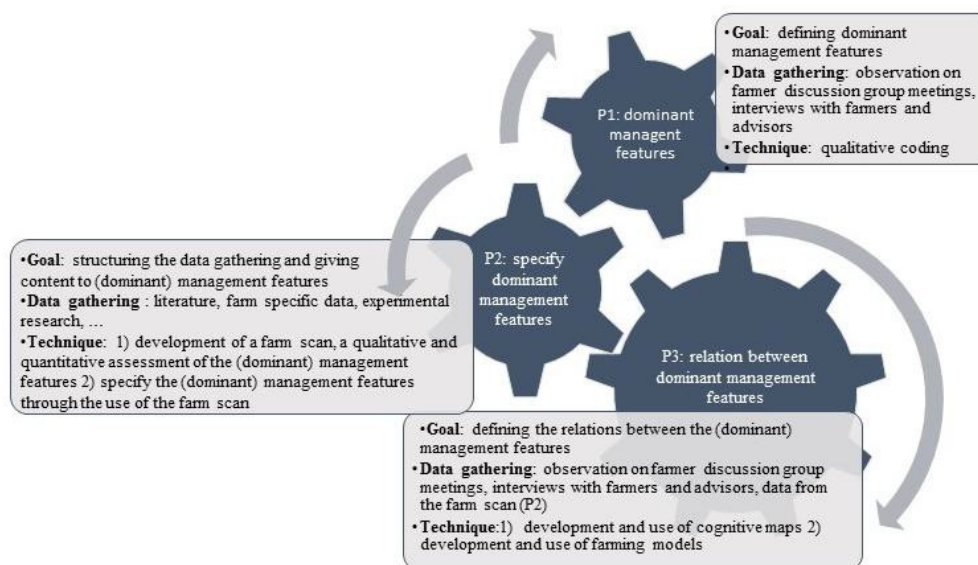 P1: dominant
managent
features
•Goal: defining dominant
management features
•Data gathering: observation on
farmer discussion group meetings,
interviews with farmers and
advisors
•Technique: qualitative coding
•
P2: specify
dominant
management
features
•Goal: structuring the data gathering and giving
content to (dominant) management features
•Data gathering : literature, farm specific data, experimental
research, ...
•Technique: 1) development of a farm scan, a qualitative and
quantitative assessment of the (dominant) management
features 2) specify the (dominant) management features
through the use of the farm scan
P3: relation between
dominant management
features
•Goal: defining the relations between the (dominant)
management features
•Data gathering: observation on farmer discussion group
meetings, interviews with farmers and advisors, data from
the farm scan (P2)
•Technique:1) development and use of cognitive maps 2)
development and use of farming models